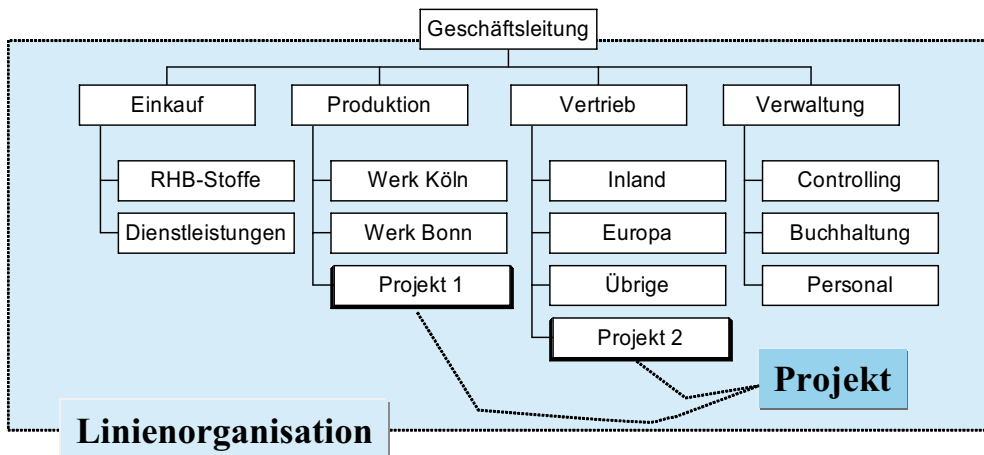 Geschäftsleitung
Einkauf
Produktion
Vertrieb
Verwaltung
RHB-Stoffe
Werk Köln
Inland
Controlling
Dienstleistungen
Werk Bonn
Europa
Buchhaltung
Projekt 1
Übrige
Personal
Projekt 2
Projekt
Linienorganisation